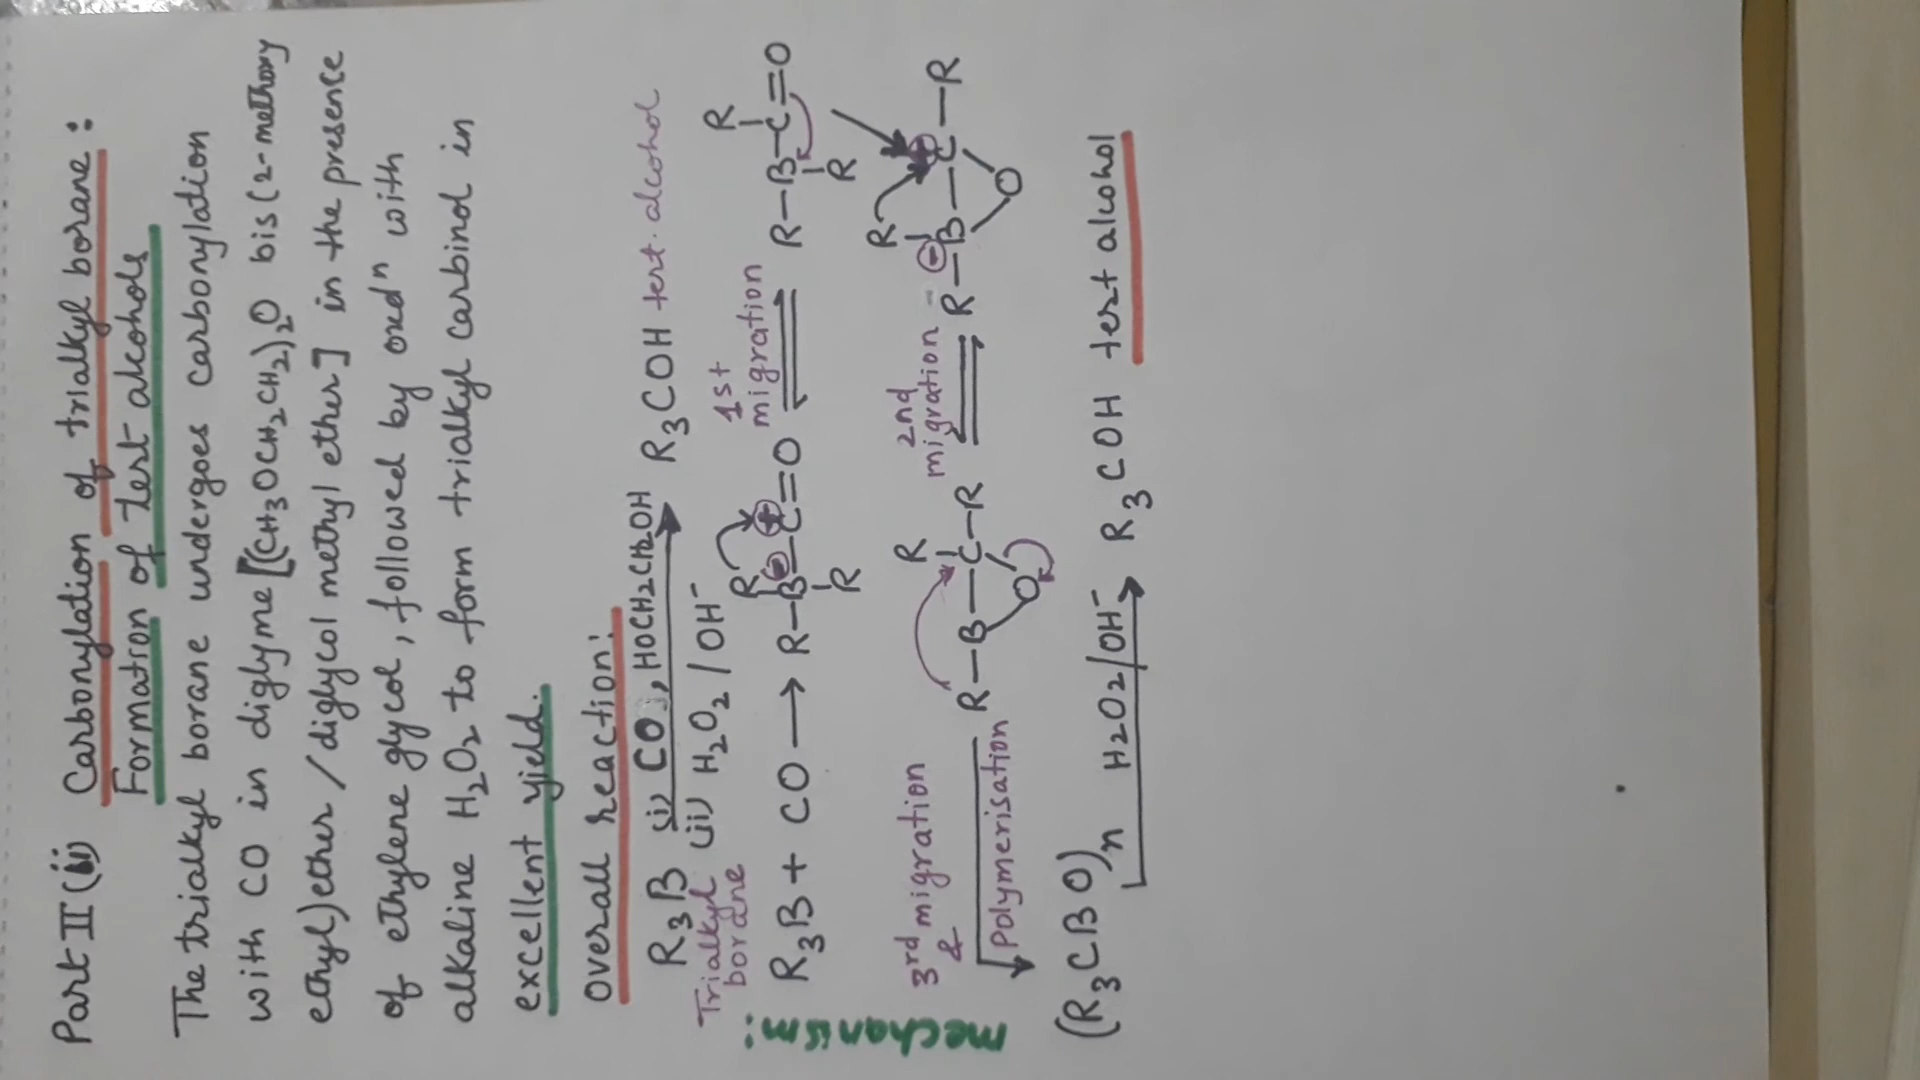 Part II (ii) Carbonylation of trialkyl borane:
Formation of tert alcohols
The trialkyl borane undergoes carbonylation
with CO in diglyme [(CH3OCH2CH2)2O bis(2-methoxy
ethyl)ether/diglycol methyl ether] in the presence
of ethylene glycol, followed by oxdⁿ with
alkaline H2O2 to form trialkyl carbinol in
excellent yield.
overall reaction:
R3B (i) CO, HOCH2CH2OH R3COH tert. alcohol
Trialkyl borane (ii) H2O2/OH⁻
mechanism:
R3B + CO → R–B–C=O 1st migration R–B–C=O
R ⊖ ⊕ R R R
3rd migration & Polymerisation R–B–C–R 2nd migration R–B–C–R
R O R ⊖ ⊕ O
(R3CBO)n H2O2/OH⁻ → R3COH tert alcohol